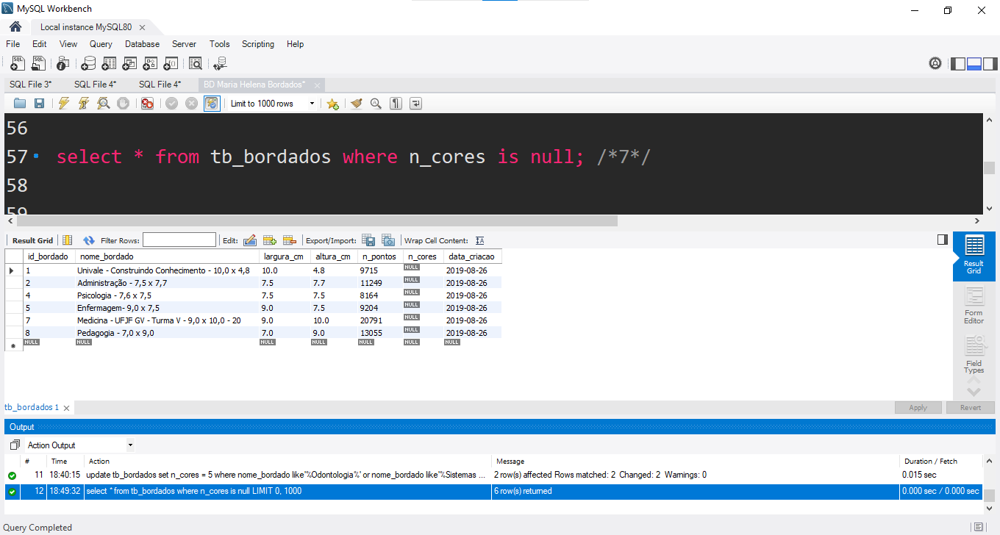 MySQL Workbench
Local instance MySQL80
File Edit View Query Database Server Tools Scripting Help
SQL File 3* SQL File 4* SQL File 4* BD Maria Helena Bordados*
Limit to 1000 rows
56
57 select * from tb_bordados where n_cores is null; /*7*/
58
59
Result Grid Filter Rows: Edit: Export/Import: Wrap Cell Content:
id_bordado nome_bordado largura_cm altura_cm n_pontos n_cores data_criacao
1 Univale - Construindo Conhecimento - 10,0 x 4,8 10.0 4.8 9715 NULL 2019-08-26
2 Administração - 7,5 x 7,7 7.5 7.7 11249 NULL 2019-08-26
4 Psicologia - 7,6 x 7,5 7.5 7.5 8164 NULL 2019-08-26
5 Enfermagem- 9,0 x 7,5 9.0 7.5 9204 NULL 2019-08-26
7 Medicina - UFJF GV - Turma V - 9,0 x 10,0 - 20 9.0 10.0 20791 NULL 2019-08-26
8 Pedagogia - 7,0 x 9,0 7.0 9.0 13055 NULL 2019-08-26
NULL NULL NULL NULL NULL NULL NULL
Result
Grid
Form
Editor
Field
Types
tb_bordados 1
Apply Revert
Output
Action Output
# Time Action Message Duration / Fetch
11 18:40:15 update tb_bordados set n_cores = 5 where nome_bordado like'%Odontologia%' or nome_bordado like'%Sistemas ... 2 row(s) affected Rows matched: 2 Changed: 2 Warnings: 0 0.015 sec
12 18:49:32 select * from tb_bordados where n_cores is null LIMIT 0, 1000 6 row(s) returned 0.000 sec / 0.000 sec
Query Completed